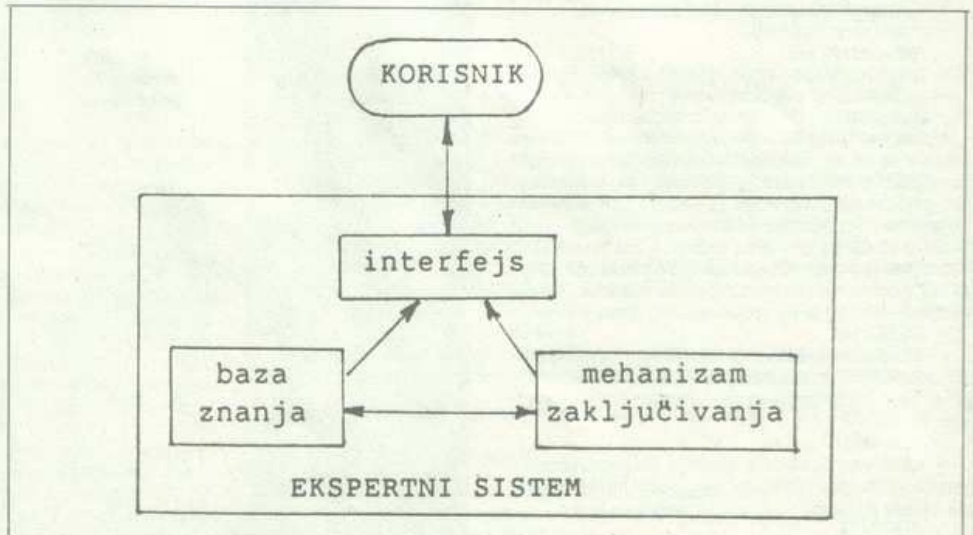 KORISNIK
interfejs
baza
znanja
mehanizam
zaključivanja
EKSPERTNI SISTEM